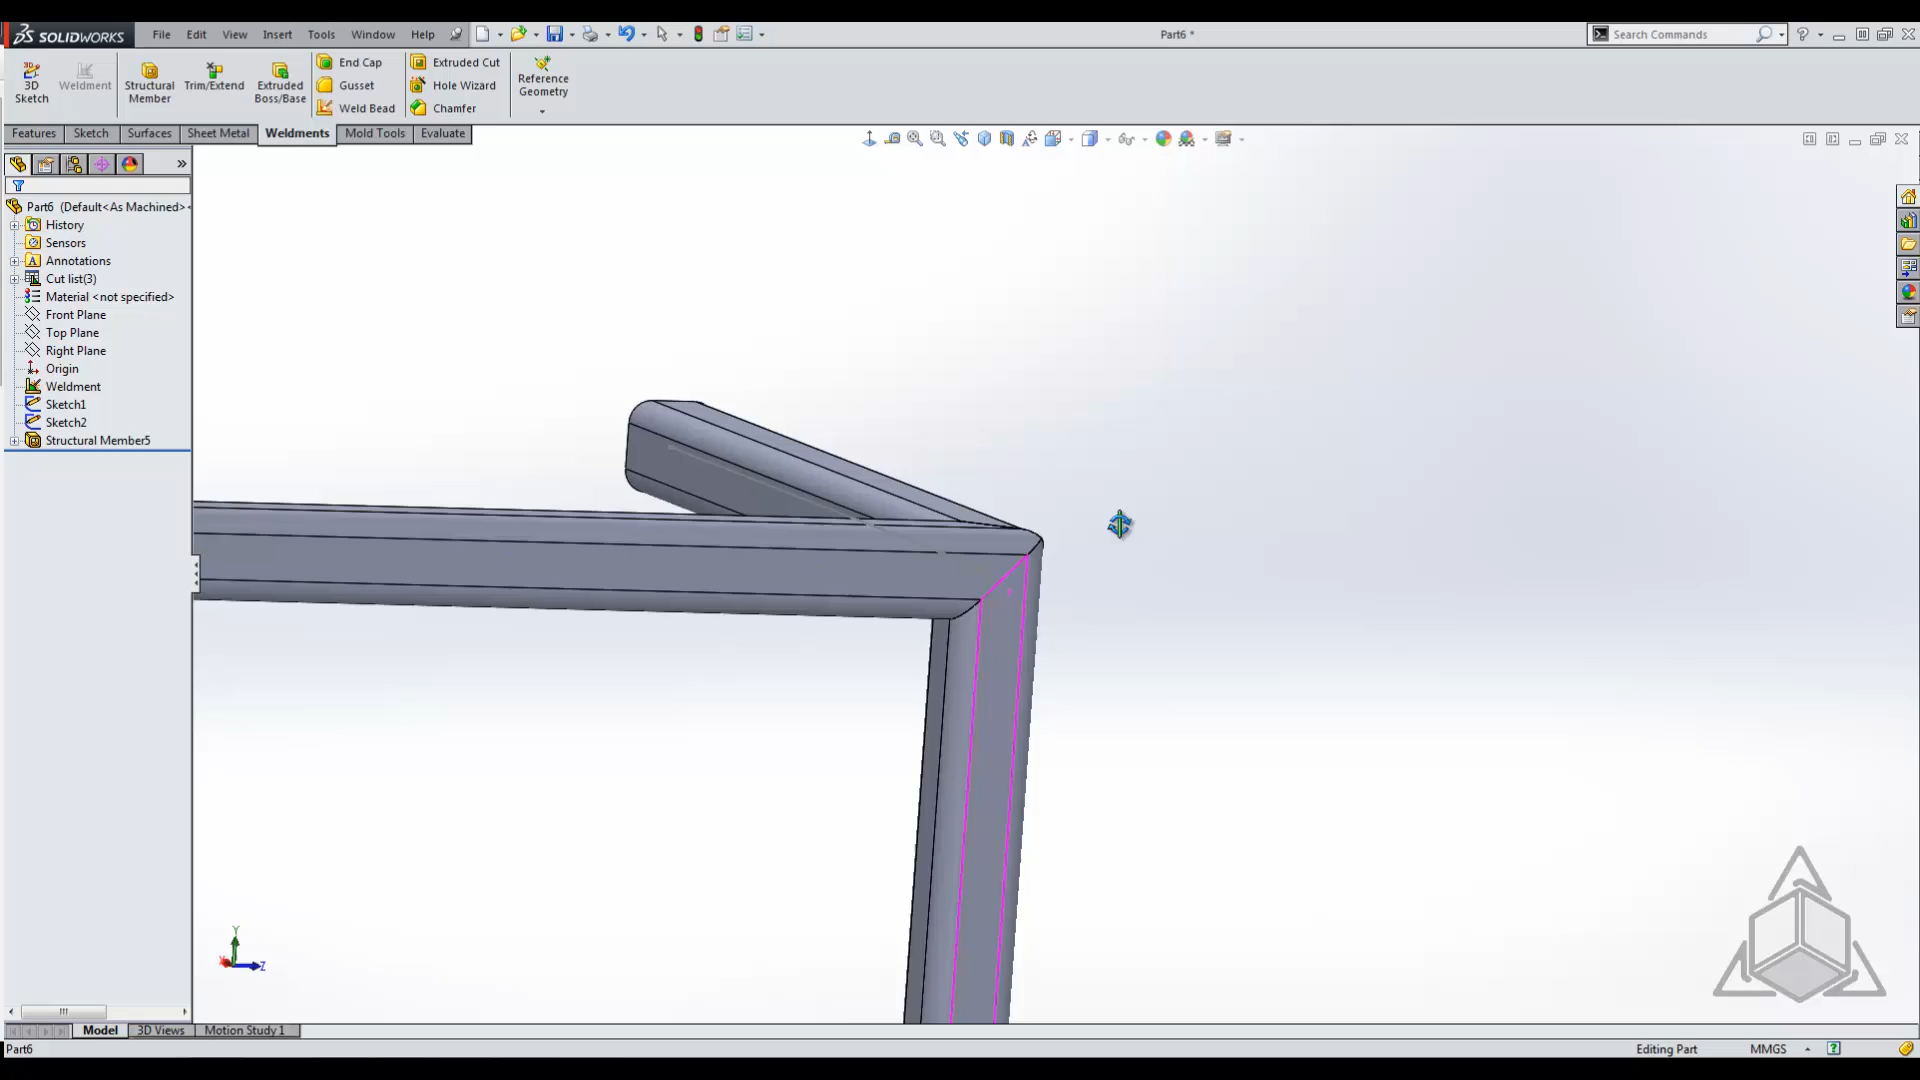 SOLIDWORKS File Edit View Insert Tools Window Help Part6 * Search Commands
3D Sketch Weldment Structural Member Trim/Extend Extruded Boss/Base End Cap Gusset Weld Bead Extruded Cut Hole Wizard Chamfer Reference Geometry
Features Sketch Surfaces Sheet Metal Weldments Mold Tools Evaluate
Part6 (Default<As Machined>
History
Sensors
Annotations
Cut list(3)
Material <not specified>
Front Plane
Top Plane
Right Plane
Origin
Weldment
Sketch1
Sketch2
Structural Member5
Y
X Z
Model 3D Views Motion Study 1
Part6 Editing Part MMGS